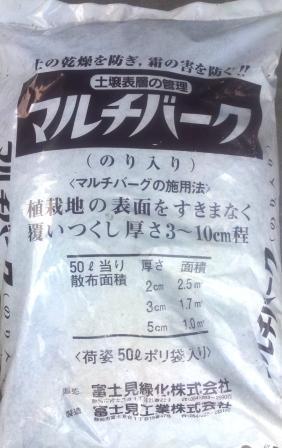 土の乾燥を防ぎ、霜の害を防ぐ!!
土壌表層の管理
マルチバーク
(のり入り)
〈マルチバーグの施用法〉
植栽地の表面をすきまなく
覆いつくし厚さ3〜10cm程
50ℓ当り 厚さ 面積
散布面積 2cm 2.5㎡
3cm 1.7㎡
5cm 1.0㎡
〈荷姿50ℓポリ袋入り〉
富士見緑化株式会社
製造 富士見工業株式会社